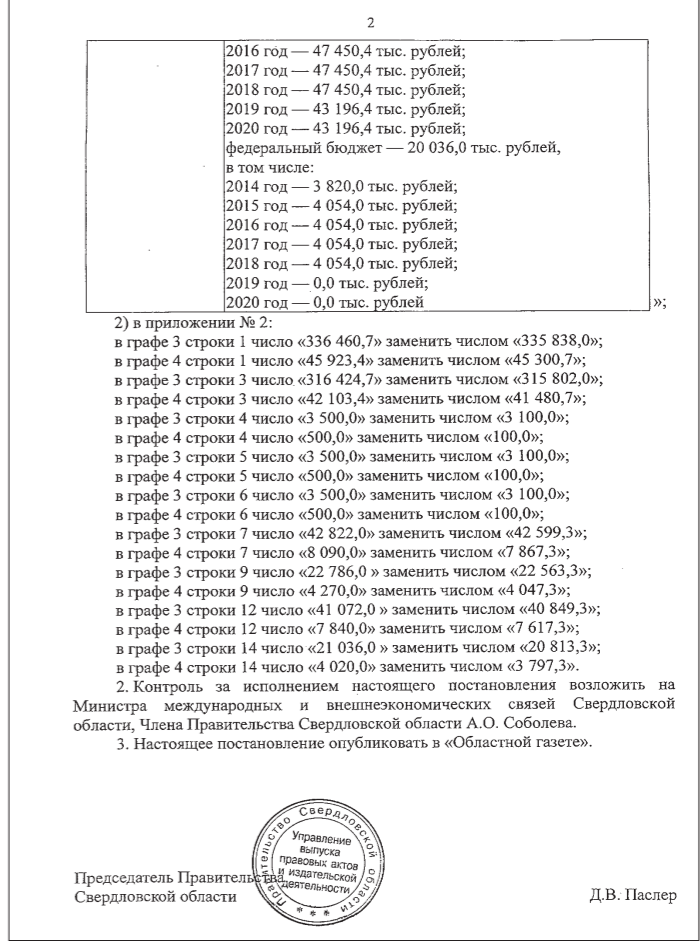 2
2016 год — 47 450,4 тыс. рублей;
2017 год — 47 450,4 тыс. рублей;
2018 год — 47 450,4 тыс. рублей;
2019 год — 43 196,4 тыс. рублей;
2020 год — 43 196,4 тыс. рублей;
федеральный бюджет — 20 036,0 тыс. рублей,
в том числе:
2014 год — 3 820,0 тыс. рублей;
2015 год — 4 054,0 тыс. рублей;
2016 год — 4 054,0 тыс. рублей;
2017 год — 4 054,0 тыс. рублей;
2018 год — 4 054,0 тыс. рублей;
2019 год — 0,0 тыс. рублей;
2020 год — 0,0 тыс. рублей »;
2) в приложении № 2:
в графе 3 строки 1 число «336 460,7» заменить числом «335 838,0»;
в графе 4 строки 1 число «45 923,4» заменить числом «45 300,7»;
в графе 3 строки 3 число «316 424,7» заменить числом «315 802,0»;
в графе 4 строки 3 число «42 103,4» заменить числом «41 480,7»;
в графе 3 строки 4 число «3 500,0» заменить числом «3 100,0»;
в графе 4 строки 4 число «500,0» заменить числом «100,0»;
в графе 3 строки 5 число «3 500,0» заменить числом «3 100,0»;
в графе 4 строки 5 число «500,0» заменить числом «100,0»;
в графе 3 строки 6 число «3 500,0» заменить числом «3 100,0»;
в графе 4 строки 6 число «500,0» заменить числом «100,0»;
в графе 3 строки 7 число «42 822,0» заменить числом «42 599,3»;
в графе 4 строки 7 число «8 090,0» заменить числом «7 867,3»;
в графе 3 строки 9 число «22 786,0 » заменить числом «22 563,3»;
в графе 4 строки 9 число «4 270,0» заменить числом «4 047,3»;
в графе 3 строки 12 число «41 072,0 » заменить числом «40 849,3»;
в графе 4 строки 12 число «7 840,0» заменить числом «7 617,3»;
в графе 3 строки 14 число «21 036,0 » заменить числом «20 813,3»;
в графе 4 строки 14 число «4 020,0» заменить числом «3 797,3».
2. Контроль за исполнением настоящего постановления возложить на
Министра международных и внешнеэкономических связей Свердловской
области, Члена Правительства Свердловской области А.О. Соболева.
3. Настоящее постановление опубликовать в «Областной газете».
Правительство Свердловской области
Управление
выпуска
правовых актов
и издательской
деятельности
* * *
Председатель Правительства
Свердловской области Д.В. Паслер